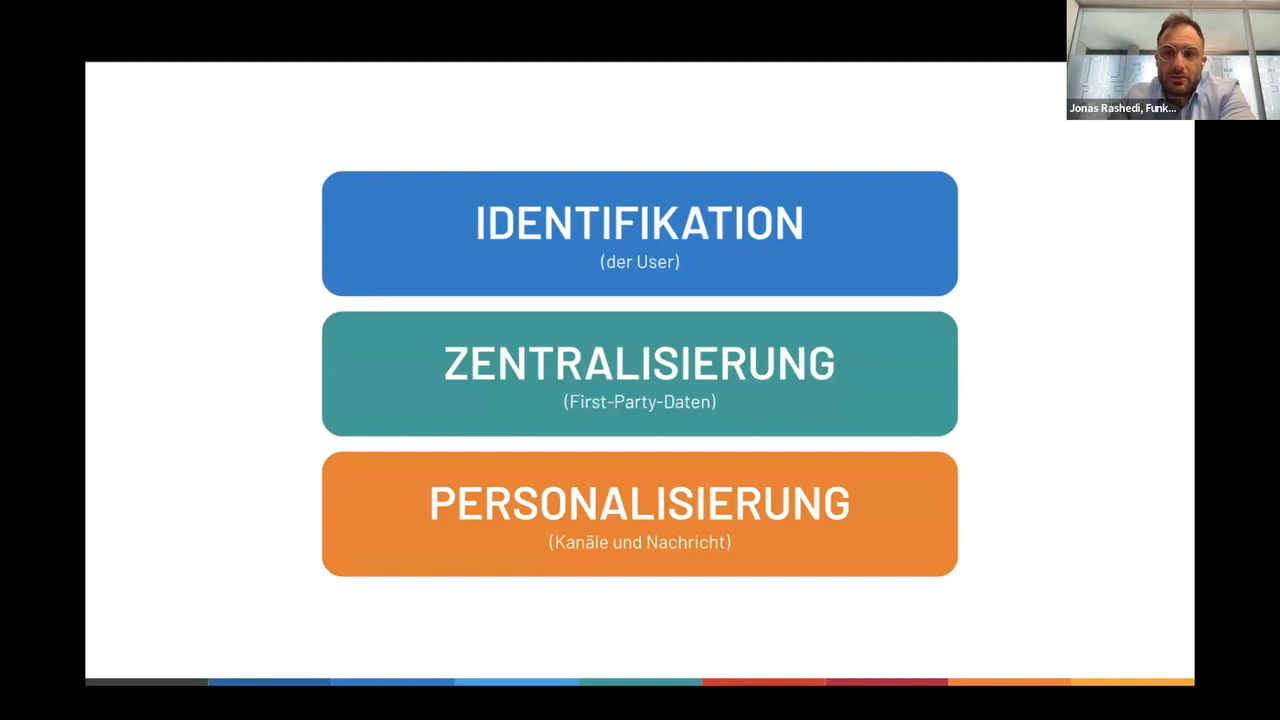 Jonas Rashedi, Funk...
IDENTIFIKATION
(der User)
ZENTRALISIERUNG
(First-Party-Daten)
PERSONALISIERUNG
(Kanäle und Nachricht)